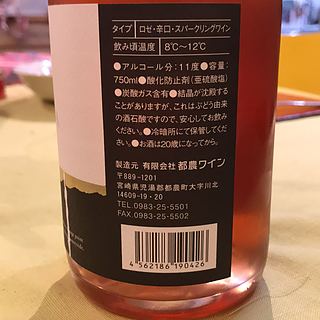 タイプ ロゼ・辛口・スパークリングワイン
飲み頃温度 8℃〜12℃
●アルコール分:11度●容量:
750ml●酸化防止剤(亜硫酸塩)
●炭酸ガス含有●結晶が沈殿する
ことがありますが、これはぶどう由来
の酒石酸ですので、安心してお飲み
ください。●冷暗所にて保管してくだ
さい。●お酒は20歳になってから。
製造元 有限会社 都農ワイン
〒889-1201
宮崎県児湯郡都農町大字川北
14609-19・20
TEL.0983-25-5501
FAX.0983-25-5502
4562186190426